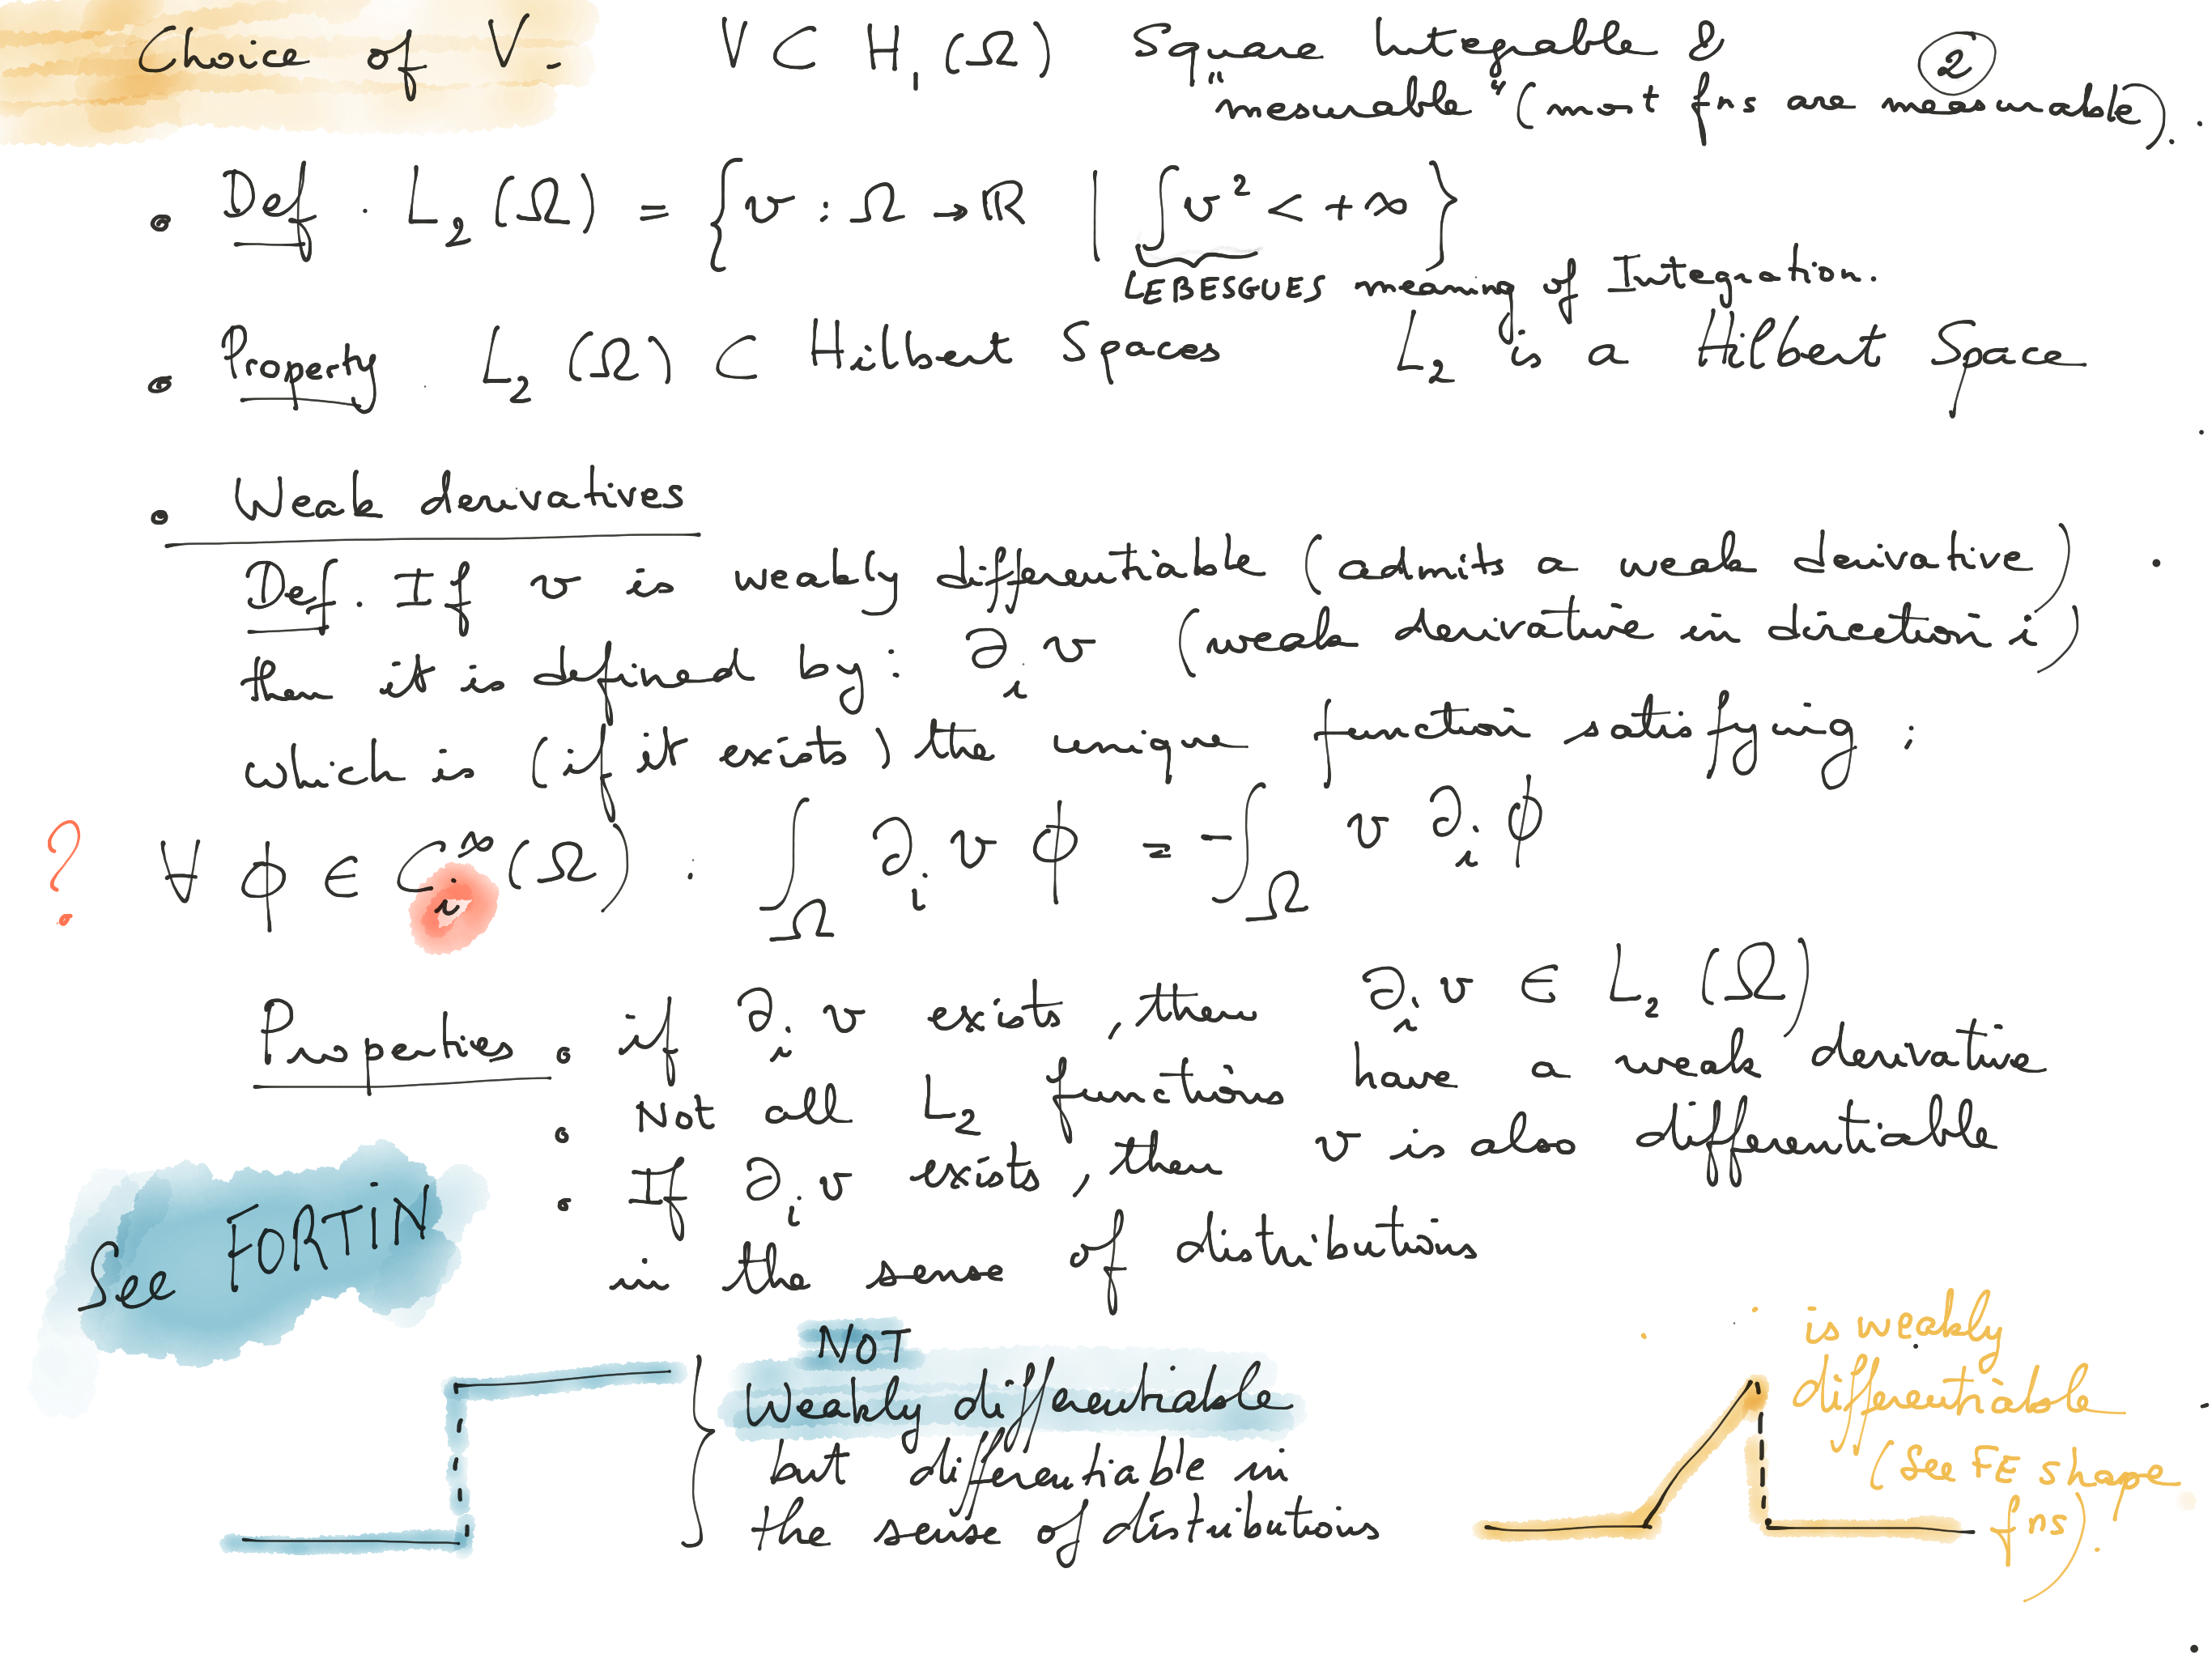 Choice of V. V ⊂ H₁(Ω) Square Integrable & ②
"mesurable" (most fns are measurable).
• Def . L₂(Ω) = {v : Ω → ℝ | ∫v² < +∞}
LEBESGUES meaning of Integration.
• Property . L₂(Ω) ⊂ Hilbert Spaces L₂ is a Hilbert Space
• Weak derivatives
Def. If v is weakly differentiable (admits a weak derivative)
then it is defined by: ∂ᵢv (weak derivative in direction i)
which is (if it exists) the unique function satisfying:
? ∀ ϕ ∈ Cᵢ^∞(Ω) : ∫_Ω ∂ᵢv ϕ = -∫_Ω v ∂ᵢϕ
Properties • if ∂ᵢv exists, then ∂ᵢv ∈ L₂(Ω)
• Not all L₂ functions have a weak derivative
• If ∂ᵢv exists, then v is also differentiable
in the sense of distributions
See FORTIN
NOT
Weakly differentiable
but differentiable in
the sense of distributions
is weakly
differentiable
(see FE shape
fns).